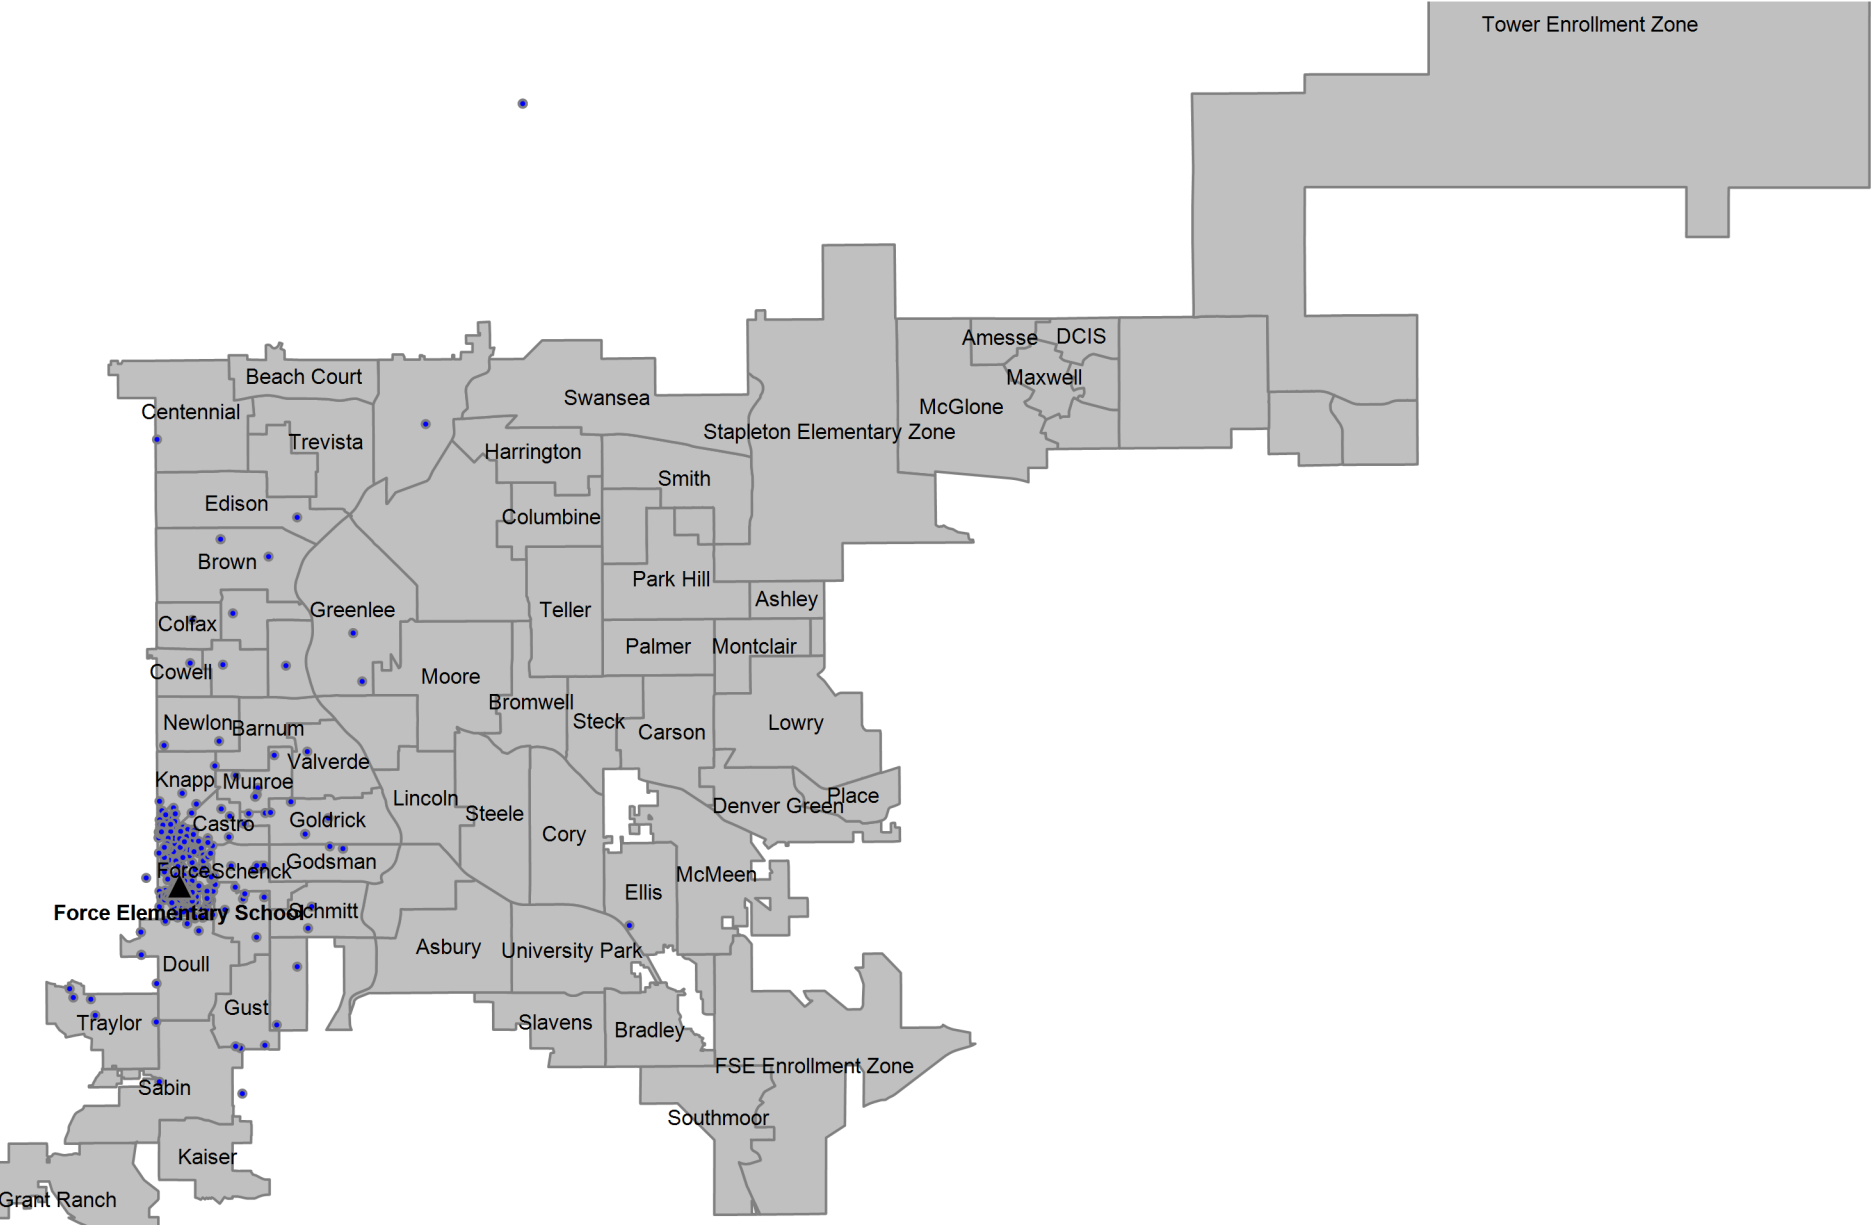 Tower Enrollment Zone
Amesse
DCIS
Beach Court
Maxwell
Swansea
McGlone
Centennial
Stapleton Elementary Zone
Trevista
Harrington
Smith
Edison
Columbine
Brown
Park Hill
Ashley
Greenlee
Teller
Colfax
Palmer
Montclair
Cowell
Moore
Bromwell
Newlon
Barnum
Steck
Carson
Lowry
Valverde
Knapp
Munroe
Lincoln
Place
Denver Green
Steele
Castro
Goldrick
Cory
Godsman
Force
Schenck
McMeen
Ellis
Force Elementary School
Schmitt
Asbury
University Park
Doull
Gust
Traylor
Slavens
Bradley
FSE Enrollment Zone
Sabin
Southmoor
Kaiser
Grant Ranch